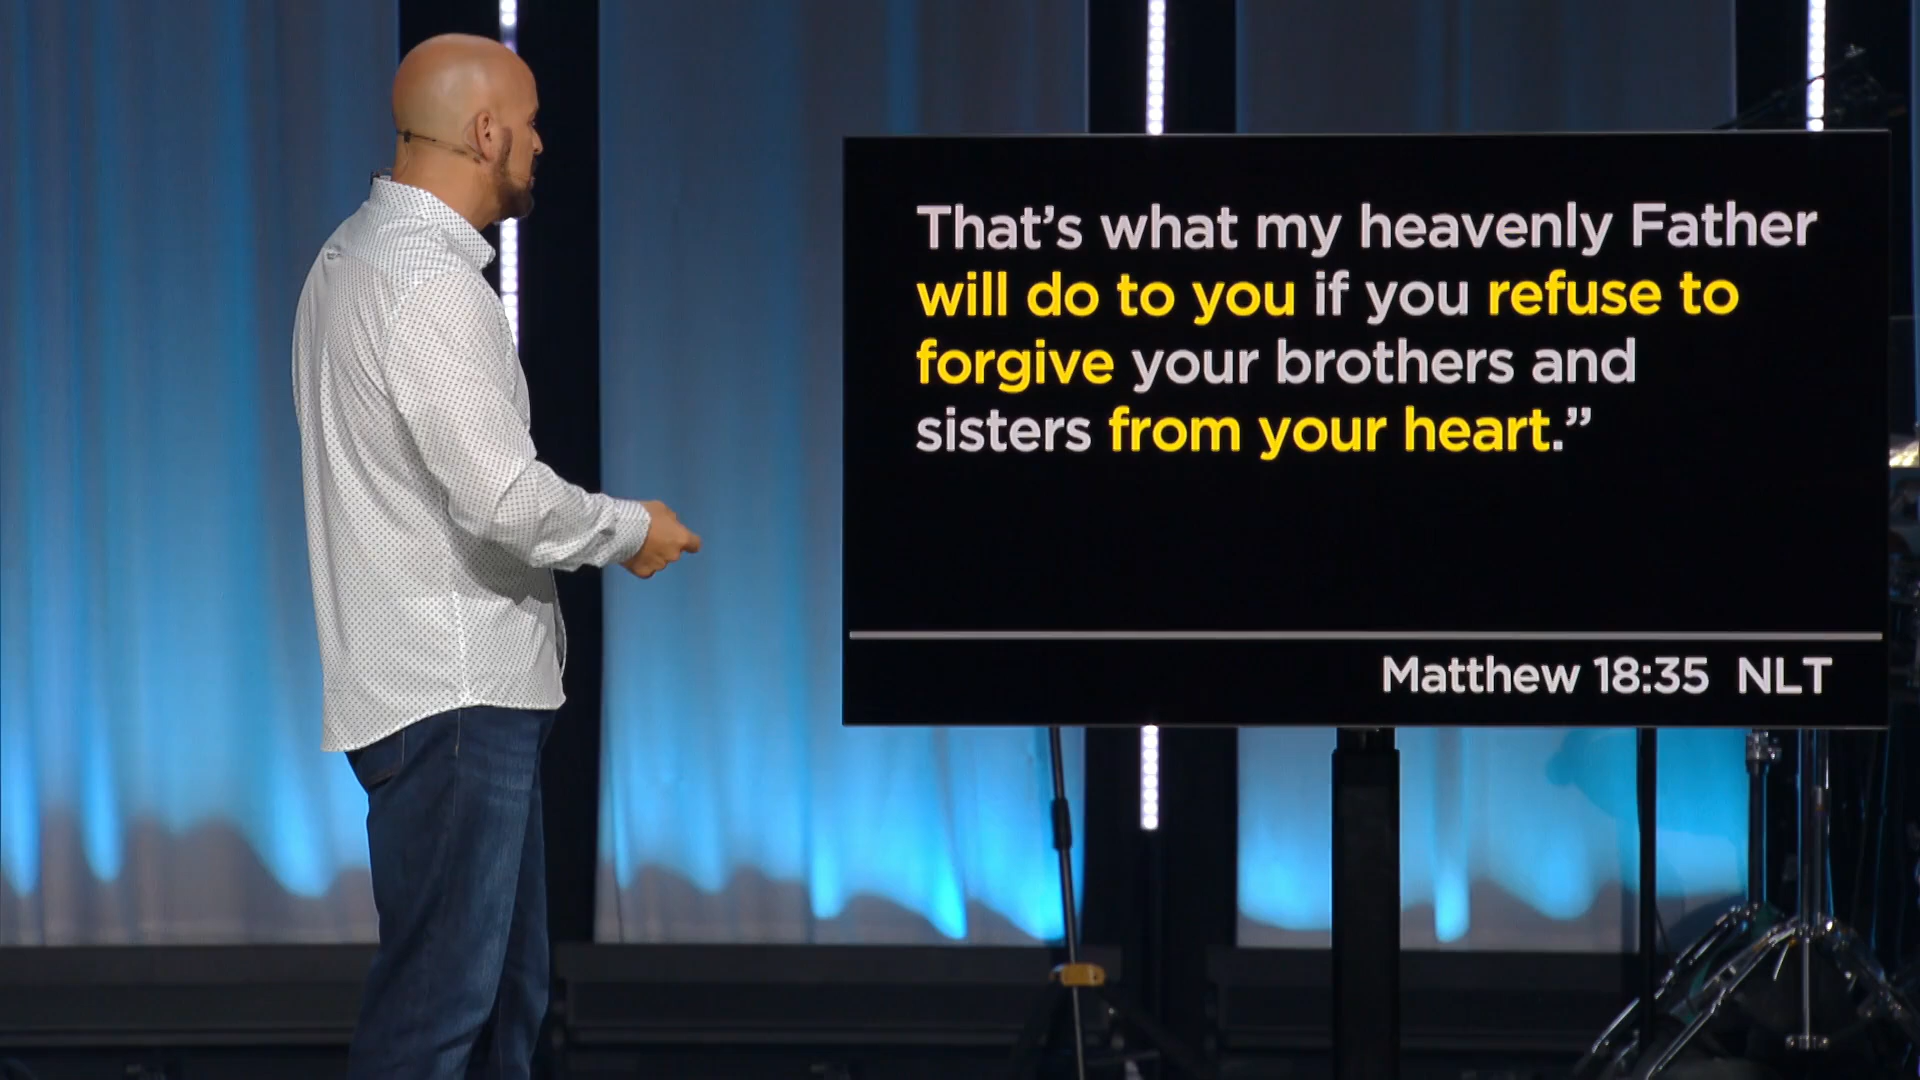 That’s what my heavenly Father
will do to you if you refuse to
forgive your brothers and
sisters from your heart.”
Matthew 18:35 NLT